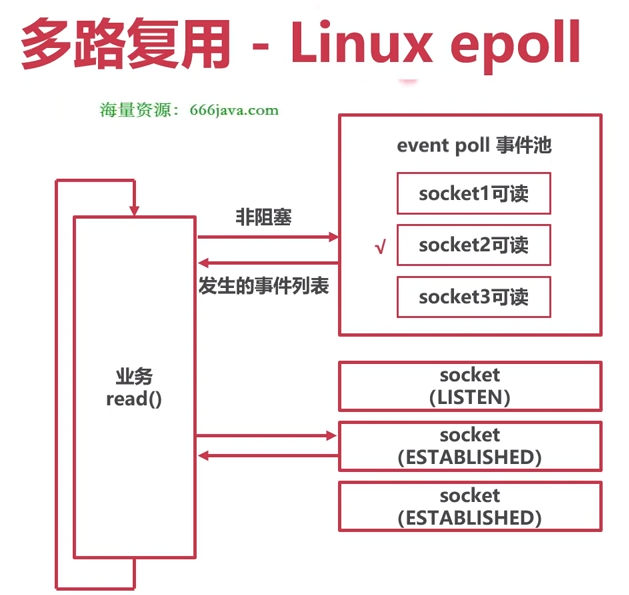 多路复用 - Linux epoll
海量资源：666java.com
event poll 事件池
socket1可读
非阻塞
√
socket2可读
发生的事件列表
socket3可读
业务
read()
socket
(LISTEN)
socket
(ESTABLISHED)
socket
(ESTABLISHED)